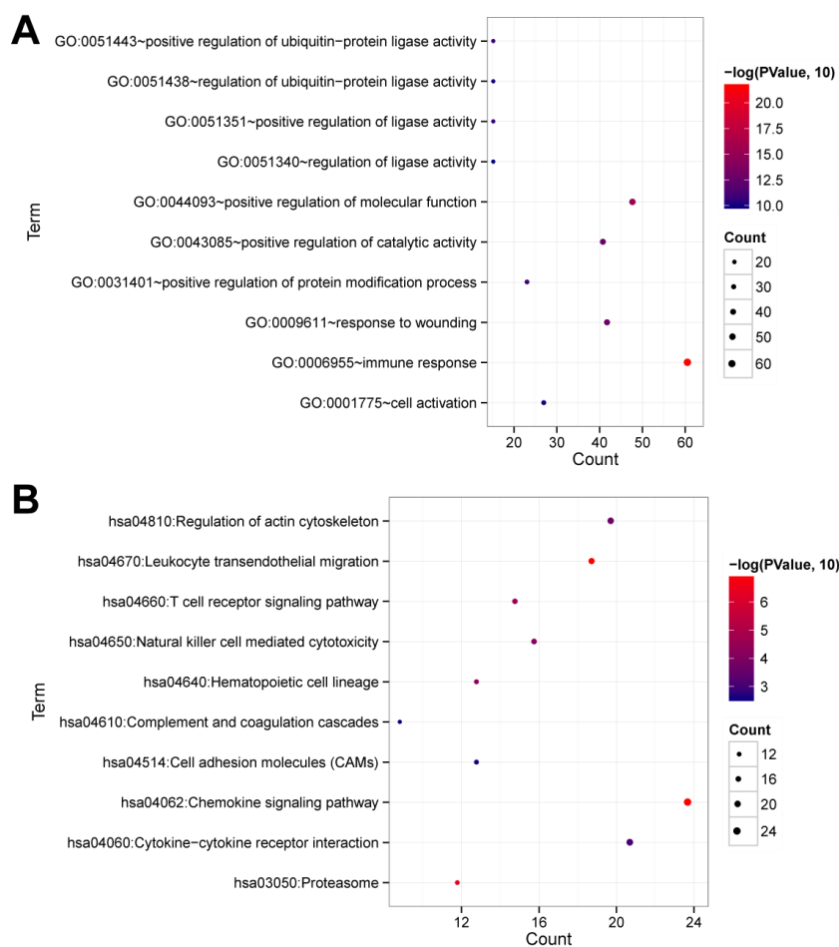 A
GO:0051443~positive regulation of ubiquitin−protein ligase activity
GO:0051438~regulation of ubiquitin−protein ligase activity
GO:0051351~positive regulation of ligase activity
GO:0051340~regulation of ligase activity
GO:0044093~positive regulation of molecular function
GO:0043085~positive regulation of catalytic activity
GO:0031401~positive regulation of protein modification process
GO:0009611~response to wounding
GO:0006955~immune response
GO:0001775~cell activation
Term
20 30 40 50 60
Count
−log(PValue, 10)
20.0
17.5
15.0
12.5
10.0
Count
20
30
40
50
60
B
hsa04810:Regulation of actin cytoskeleton
hsa04670:Leukocyte transendothelial migration
hsa04660:T cell receptor signaling pathway
hsa04650:Natural killer cell mediated cytotoxicity
hsa04640:Hematopoietic cell lineage
hsa04610:Complement and coagulation cascades
hsa04514:Cell adhesion molecules (CAMs)
hsa04062:Chemokine signaling pathway
hsa04060:Cytokine−cytokine receptor interaction
hsa03050:Proteasome
Term
12 16 20 24
Count
−log(PValue, 10)
6
5
4
3
Count
12
16
20
24